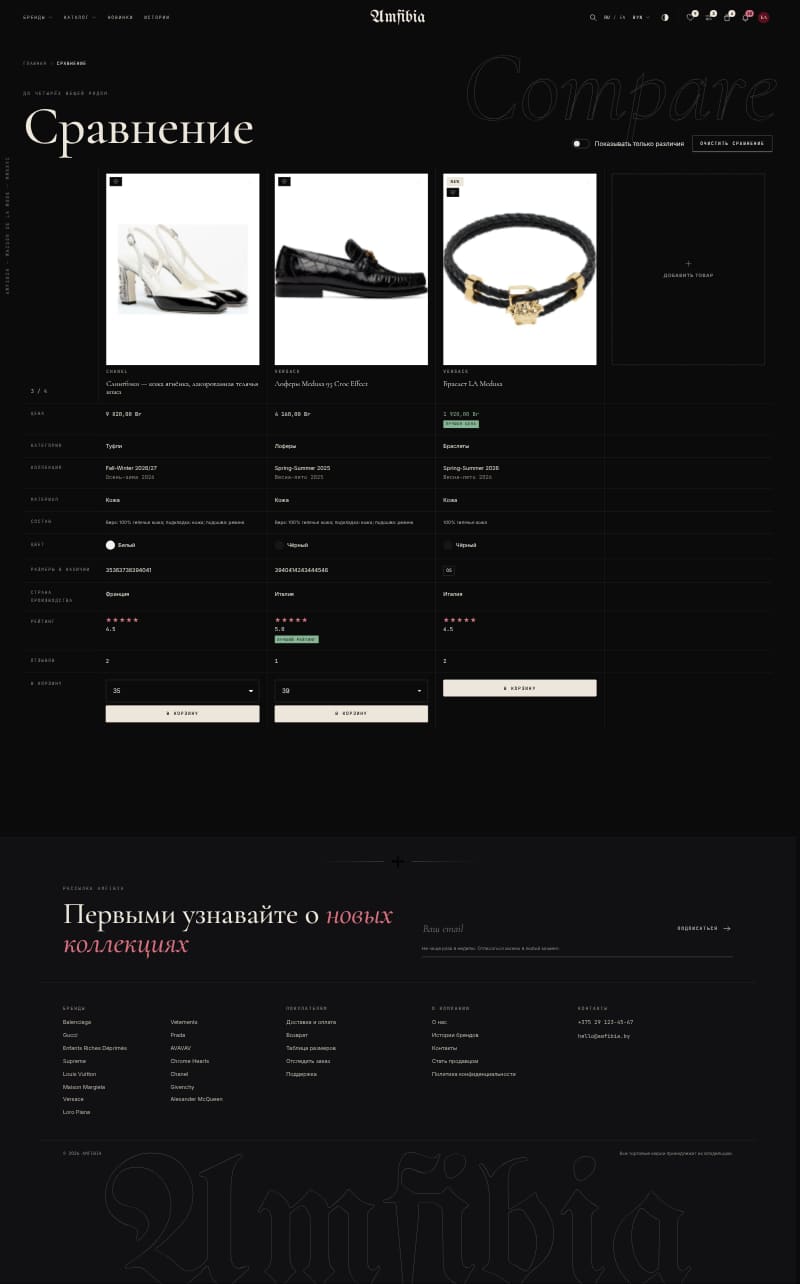 БРЕНДЫ КАТАЛОГ НОВИНКИ ИСТОРИИ
Amfibia
RU / EN BYN
EA
ГЛАВНАЯ / СРАВНЕНИЕ
Compare
ДО ЧЕТЫРЁХ ВЕЩЕЙ РЯДОМ
Сравнение
Показывать только различия
ОЧИСТИТЬ СРАВНЕНИЕ
NEW
+
ДОБАВИТЬ ТОВАР
3 / 4
CHANEL
Слингбэки — кожа ягнёнка, лакированная телячья кожа
VERSACE
Лоферы Medusa 95 Croc Effect
VERSACE
Браслет LA Medusa
ЦЕНА
9 820,00 Br
4 160,00 Br
1 920,00 Br
ЛУЧШАЯ ЦЕНА
КАТЕГОРИЯ
Туфли
Лоферы
Браслеты
КОЛЛЕКЦИЯ
Fall-Winter 2026/27
Осень-зима 2026
Spring-Summer 2025
Весна-лето 2025
Spring-Summer 2026
Весна-лето 2026
МАТЕРИАЛ
Кожа
Кожа
Кожа
СОСТАВ
Верх: 100% телячья кожа; подкладка: кожа; подошва: резина
Верх: 100% телячья кожа; подкладка: кожа; подошва: резина
100% телячья кожа
ЦВЕТ
Белый
Чёрный
Чёрный
РАЗМЕРЫ В НАЛИЧИИ
35363738394041
3940414243444546
OS
СТРАНА ПРОИЗВОДСТВА
Франция
Италия
Италия
РЕЙТИНГ
★★★★★
4.5
★★★★★
5.0
ЛУЧШИЙ РЕЙТИНГ
★★★★★
4.5
ОТЗЫВЫ
2
1
2
В КОРЗИНУ
35
В КОРЗИНУ
39
В КОРЗИНУ
В КОРЗИНУ
РАССЫЛКА AMFIBIA
Первыми узнавайте о новых
коллекциях
Ваш email
ПОДПИСАТЬСЯ →
Не чаще раза в неделю. Отписаться можно в любой момент.
БРЕНДЫ
Balenciaga
Gucci
Enfants Riches Déprimés
Supreme
Louis Vuitton
Maison Margiela
Versace
Loro Piana
Vetements
Prada
AVAVAV
Chrome Hearts
Chanel
Givenchy
Alexander McQueen
ПОКУПАТЕЛЯМ
Доставка и оплата
Возврат
Таблица размеров
Отследить заказ
Поддержка
О КОМПАНИИ
О нас
Истории брендов
Контакты
Стать продавцом
Политика конфиденциальности
КОНТАКТЫ
+375 29 123-45-67
hello@amfibia.by
© 2026 AMFIBIA
Все торговые марки принадлежат их владельцам.
Amfibia